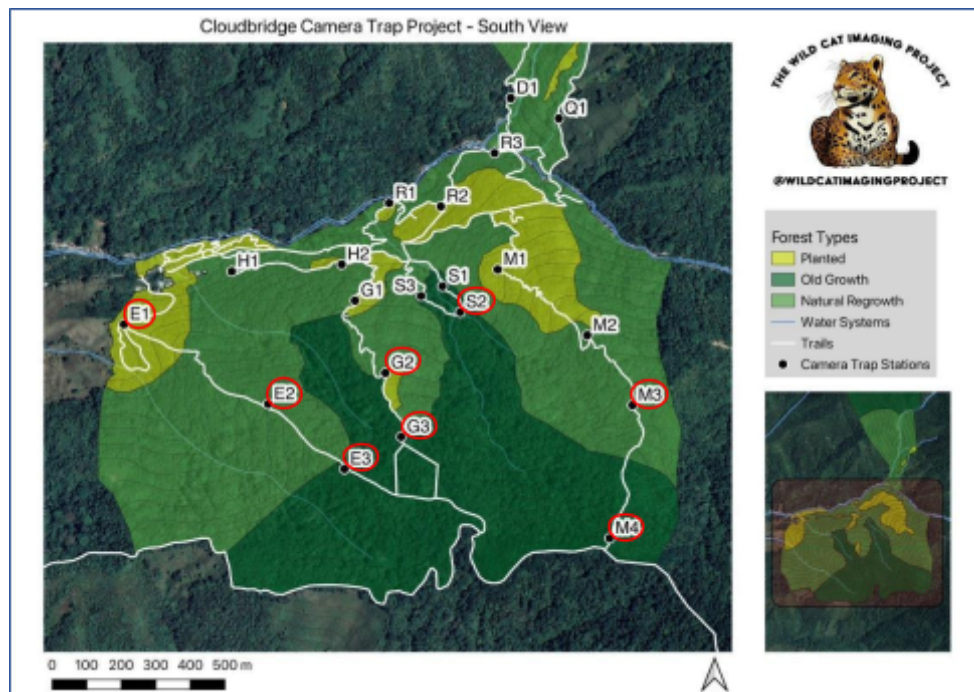 Cloudbridge Camera Trap Project - South View
THE WILD CAT IMAGING PROJECT
@WILDCATIMAGINGPROJECT
D1
Q1
R3
R1
R2
H1
H2
M1
G1
S1
S3
S2
E1
M2
G2
E2
M3
G3
E3
M4
Forest Types
Planted
Old Growth
Natural Regrowth
Water Systems
Trails
Camera Trap Stations
0 100 200 300 400 500 m